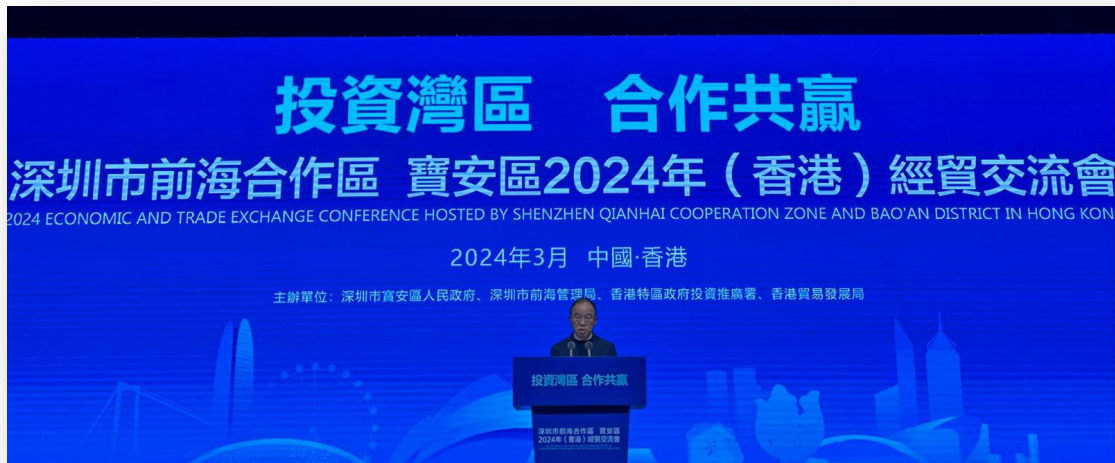 投資灣區 合作共贏
深圳市前海合作區 寶安區2024年（香港）經貿交流會
2024 ECONOMIC AND TRADE EXCHANGE CONFERENCE HOSTED BY SHENZHEN QIANHAI COOPERATION ZONE AND BAO'AN DISTRICT IN HONG KON
2024年3月 中國·香港
主辦單位：深圳市寶安區人民政府、深圳市前海管理局、香港特區政府投資推廣署、香港貿易發展局
投資灣區 合作共贏
深圳市前海合作區 寶安區
2024年（香港）經貿交流會